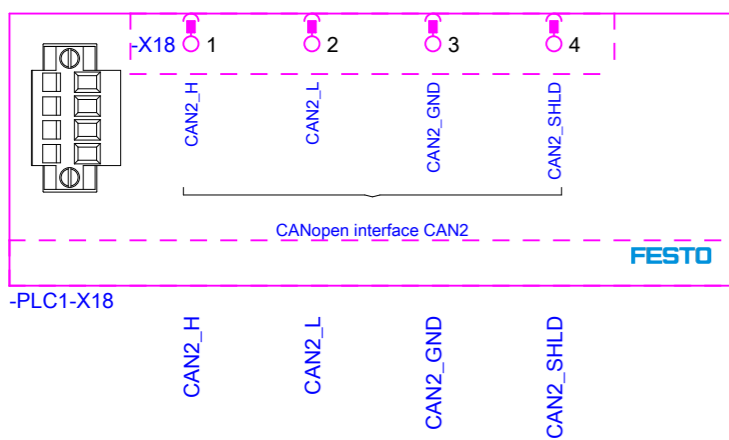 -X18 1 2 3 4
CAN2_H
CAN2_L
CAN2_GND
CAN2_SHLD
CANopen interface CAN2
FESTO
-PLC1-X18
CAN2_H
CAN2_L
CAN2_GND
CAN2_SHLD